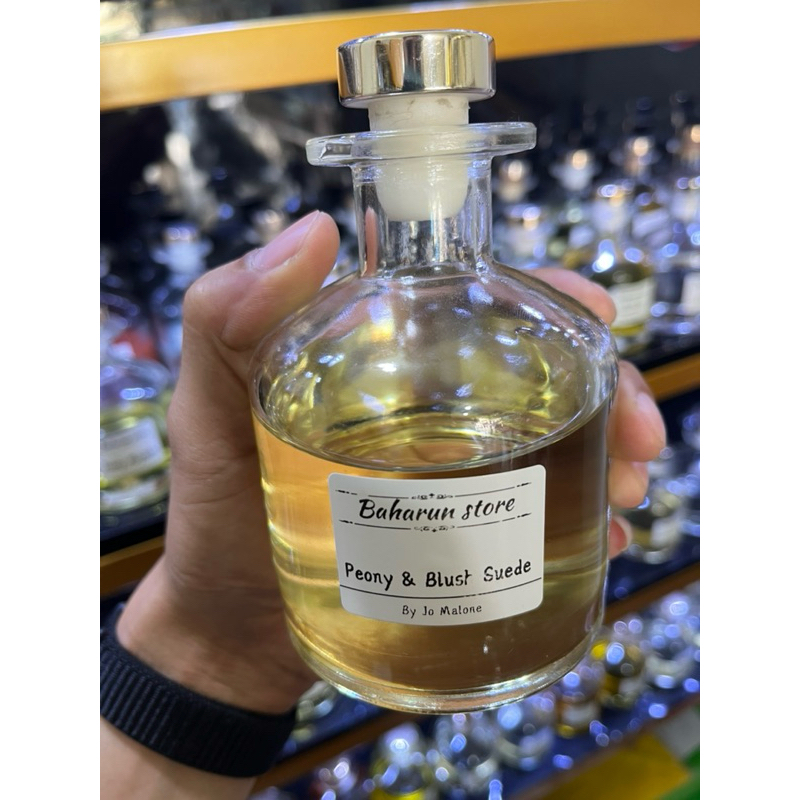 Baharun store
Peony & Blust Suede
By Jo Malone